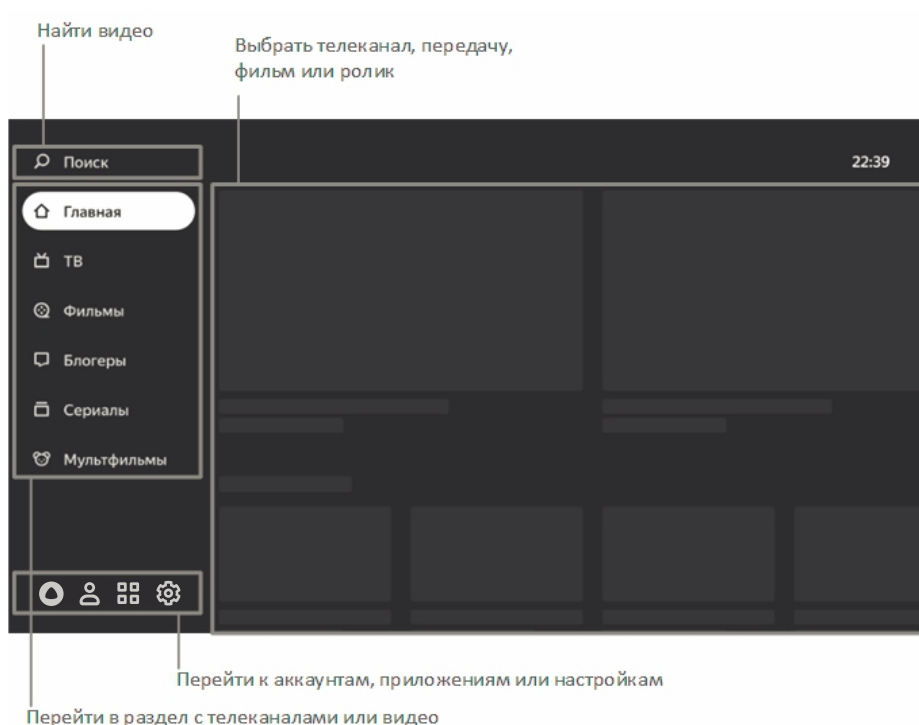 Найти видео
Выбрать телеканал, передачу,
фильм или ролик
Поиск
22:39
Главная
ТВ
Фильмы
Блогеры
Сериалы
Мультфильмы
Перейти к аккаунтам, приложениям или настройкам
Перейти в раздел с телеканалами или видео